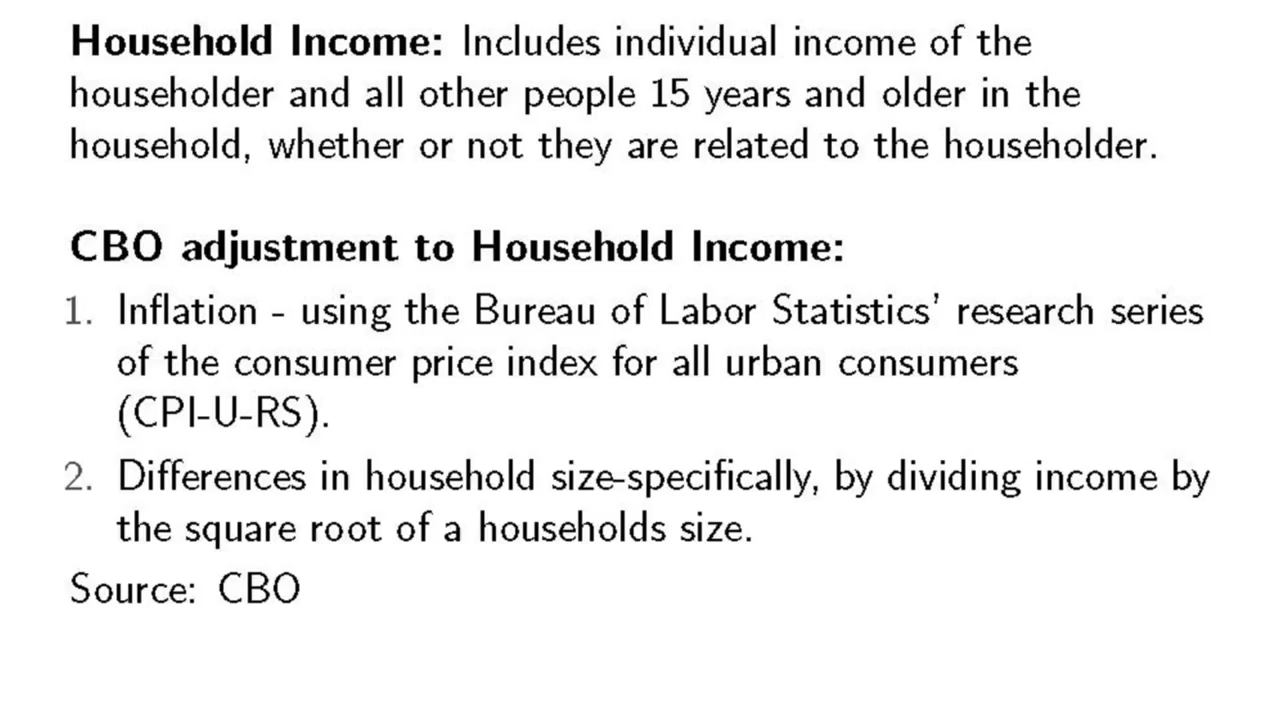 Household Income: Includes individual income of the
householder and all other people 15 years and older in the
household, whether or not they are related to the householder.
CBO adjustment to Household Income:
1. Inflation - using the Bureau of Labor Statistics' research series
of the consumer price index for all urban consumers
(CPI-U-RS).
2. Differences in household size-specifically, by dividing income by
the square root of a households size.
Source: CBO